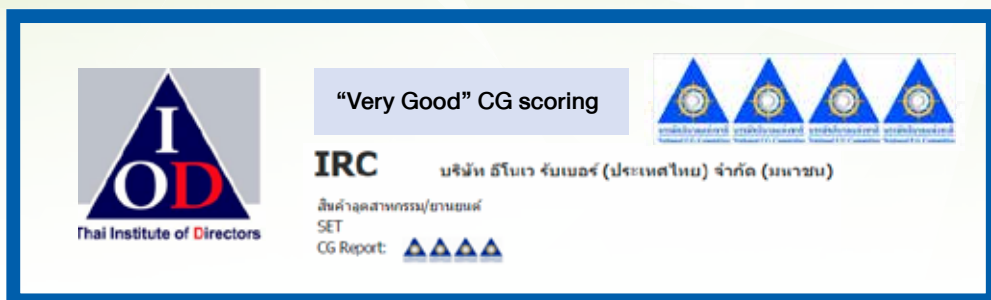 IOD
Thai Institute of Directors
“Very Good” CG scoring
IRC บริษัท อีโนเว รับเบอร์ (ประเทศไทย) จำกัด (มหาชน)
สินค้าอุตสาหกรรม/ยานยนต์
SET
CG Report: